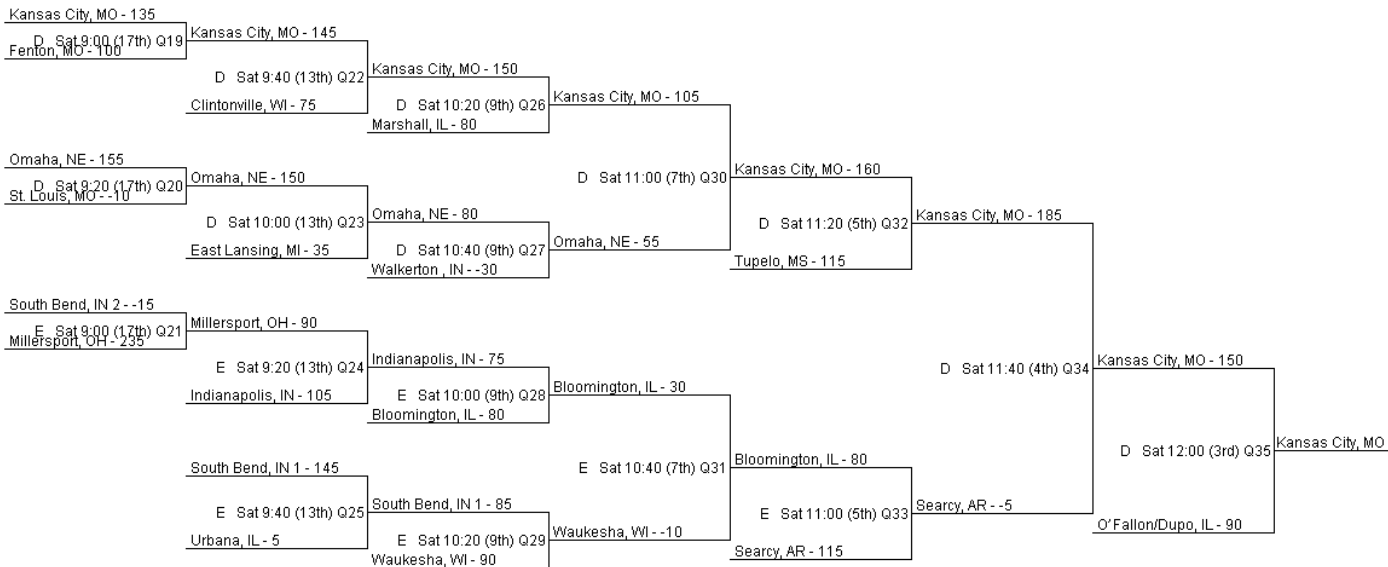 Kansas City, MO - 135
D Sat 9:00 (17th) Q19
Fenton, MO - 100
Kansas City, MO - 145
D Sat 9:40 (13th) Q22
Clintonville, WI - 75
Kansas City, MO - 150
D Sat 10:20 (9th) Q26
Marshall, IL - 80
Kansas City, MO - 105
Omaha, NE - 155
D Sat 9:20 (17th) Q20
St. Louis, MO - -10
Omaha, NE - 150
D Sat 10:00 (13th) Q23
East Lansing, MI - 35
Omaha, NE - 80
D Sat 10:40 (9th) Q27
Walkerton , IN - -30
Omaha, NE - 55
D Sat 11:00 (7th) Q30
Kansas City, MO - 160
D Sat 11:20 (5th) Q32
Tupelo, MS - 115
Kansas City, MO - 185
South Bend, IN 2 - -15
E Sat 9:00 (17th) Q21
Millersport, OH - 235
Millersport, OH - 90
E Sat 9:20 (13th) Q24
Indianapolis, IN - 105
Indianapolis, IN - 75
E Sat 10:00 (9th) Q28
Bloomington, IL - 80
Bloomington, IL - 30
South Bend, IN 1 - 145
E Sat 9:40 (13th) Q25
Urbana, IL - 5
South Bend, IN 1 - 85
E Sat 10:20 (9th) Q29
Waukesha, WI - 90
Waukesha, WI - -10
E Sat 10:40 (7th) Q31
Bloomington, IL - 80
E Sat 11:00 (5th) Q33
Searcy, AR - 115
Searcy, AR - -5
D Sat 11:40 (4th) Q34
Kansas City, MO - 150
D Sat 12:00 (3rd) Q35
O'Fallon/Dupo, IL - 90
Kansas City, MO